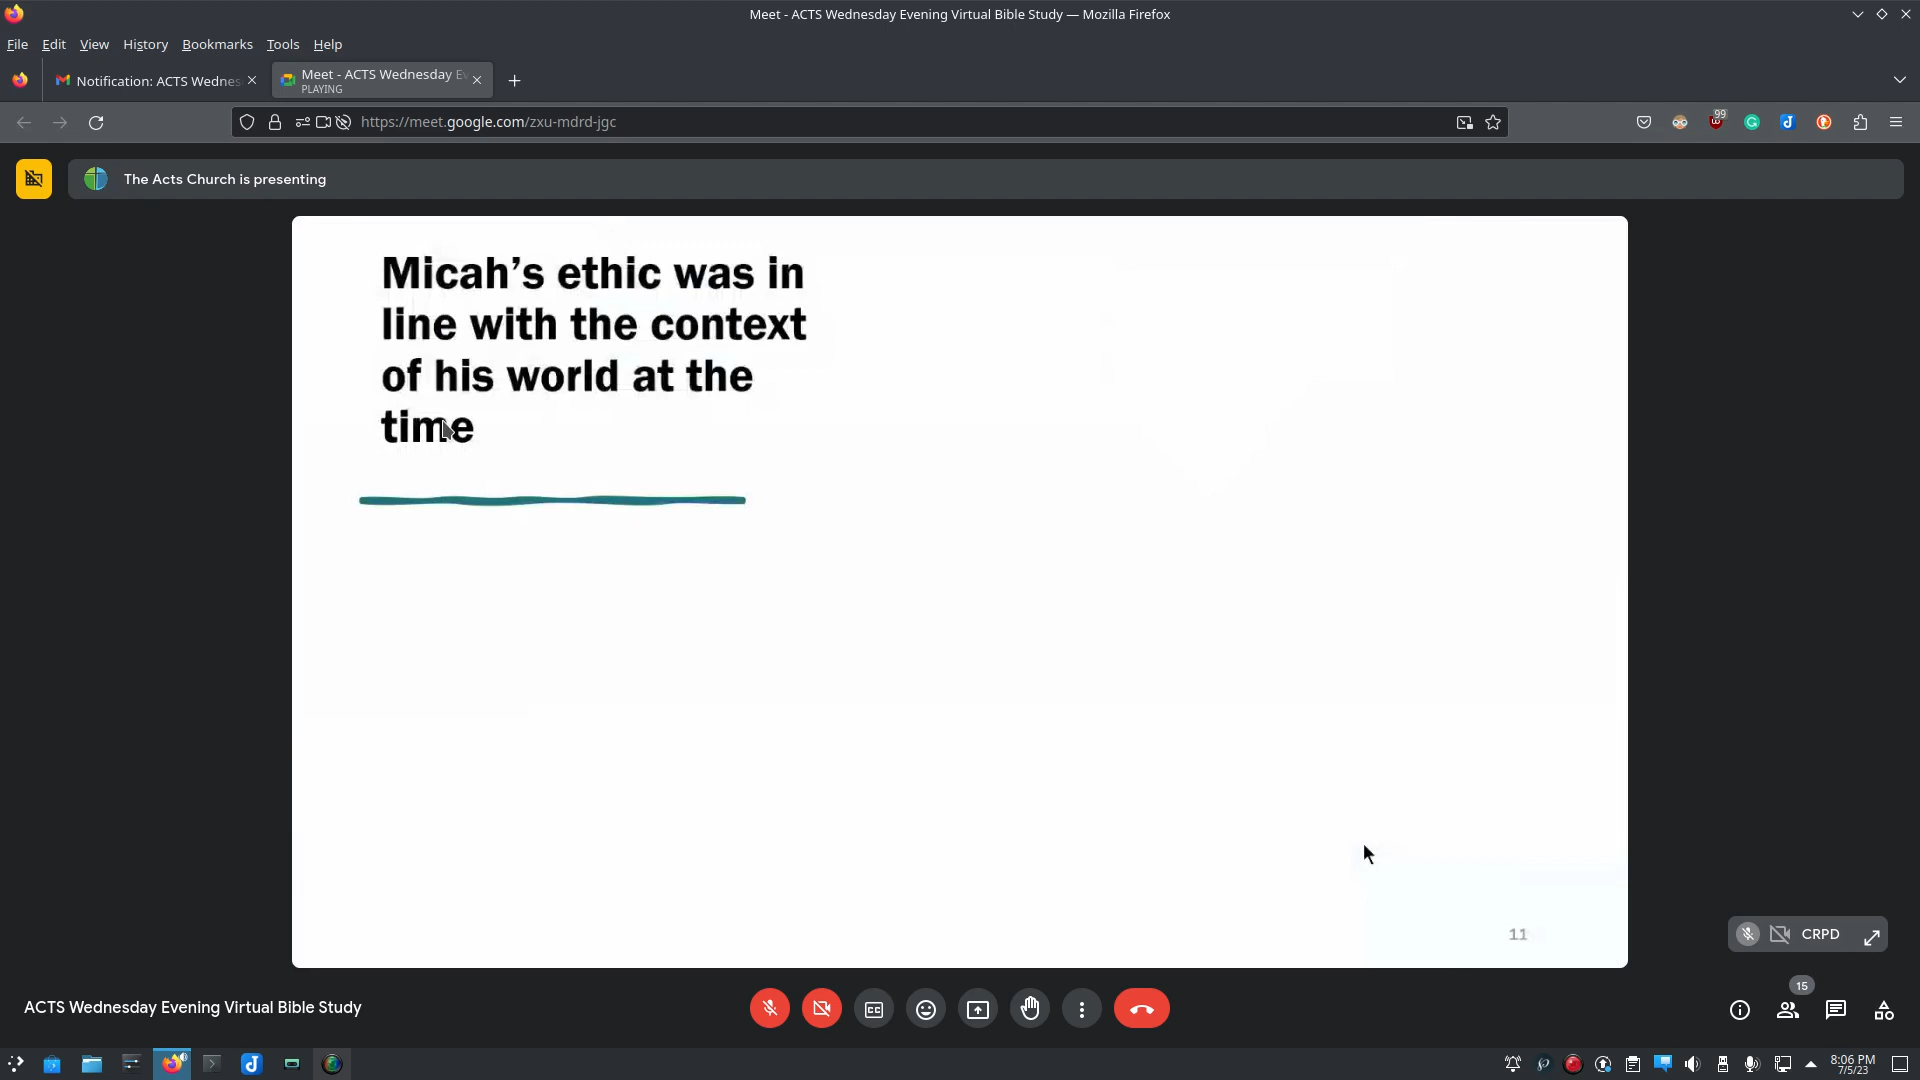 Meet - ACTS Wednesday Evening Virtual Bible Study — Mozilla Firefox
File Edit View History Bookmarks Tools Help
Notification: ACTS Wednes
Meet - ACTS Wednesday Ev
PLAYING
https://meet.google.com/zxu-mdrd-jgc
99
The Acts Church is presenting
Micah’s ethic was in
line with the context
of his world at the
time
11
CRPD
ACTS Wednesday Evening Virtual Bible Study
15
8:06 PM
7/5/23